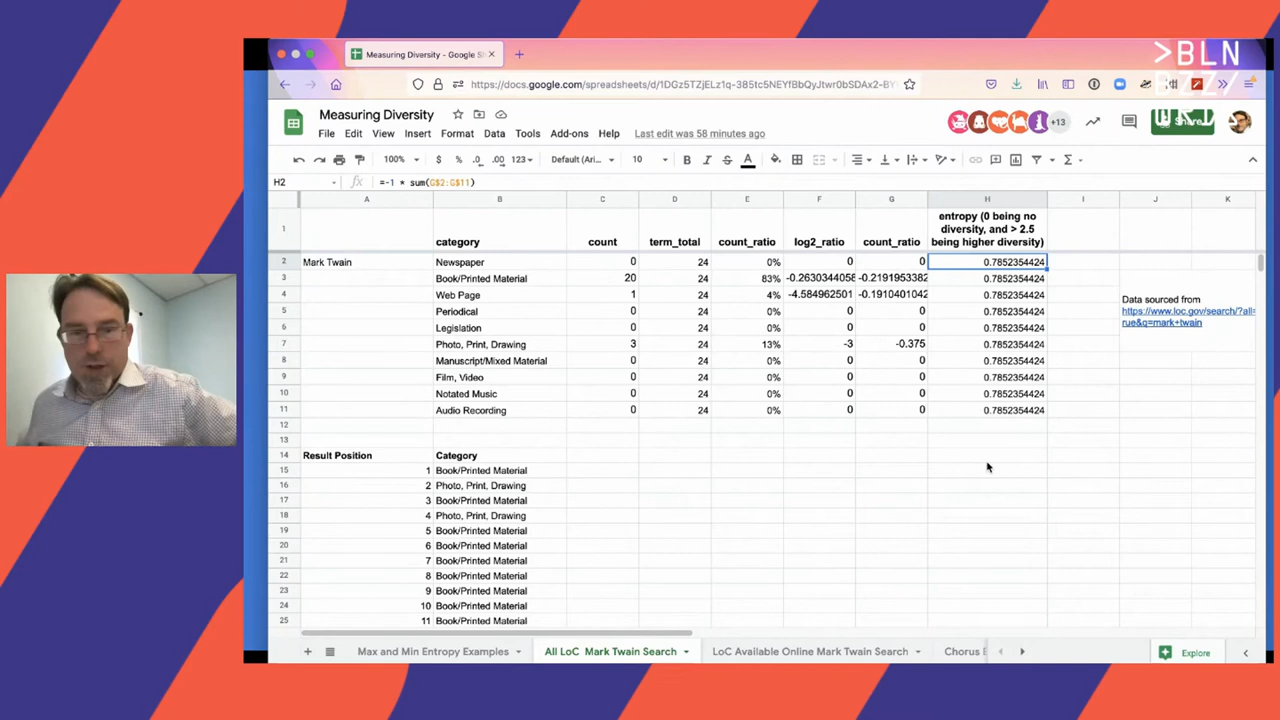 Measuring Diversity - Google Sh
>BLN
BZZ/
WRD
https://docs.google.com/spreadsheets/d/1DGz5TZjELz1q-385tc5NEYfBbQyJtwr0bSDAx2-BY
Measuring Diversity
File Edit View Insert Format Data Tools Add-ons Help Last edit was 58 minutes ago
+13
Share
100% $ % .0 .00 123 Default (Ari... 10 B I S A
H2 fx =-1 * sum(G$2:G$11)
A B C D E F G H I J K
1 category count term_total count_ratio log2_ratio count_ratio entropy (0 being no diversity, and > 2.5 being higher diversity)
2 Mark Twain Newspaper 0 24 0% 0 0 0.7852354424
3 Book/Printed Material 20 24 83% -0.2630344058 -0.2191953382 0.7852354424
4 Web Page 1 24 4% -4.584962501 -0.1910401042 0.7852354424
5 Periodical 0 24 0% 0 0 0.7852354424
6 Legislation 0 24 0% 0 0 0.7852354424
7 Photo, Print, Drawing 3 24 13% -3 -0.375 0.7852354424
8 Manuscript/Mixed Material 0 24 0% 0 0 0.7852354424
9 Film, Video 0 24 0% 0 0 0.7852354424
10 Notated Music 0 24 0% 0 0 0.7852354424
11 Audio Recording 0 24 0% 0 0 0.7852354424
Data sourced from
https://www.loc.gov/search/?all=
rue&q=mark+twain
12
13
14 Result Position Category
15 1 Book/Printed Material
16 2 Photo, Print, Drawing
17 3 Book/Printed Material
18 4 Photo, Print, Drawing
19 5 Book/Printed Material
20 6 Book/Printed Material
21 7 Book/Printed Material
22 8 Book/Printed Material
23 9 Book/Printed Material
24 10 Book/Printed Material
25 11 Book/Printed Material
Max and Min Entropy Examples All LoC Mark Twain Search LoC Available Online Mark Twain Search Chorus Explore